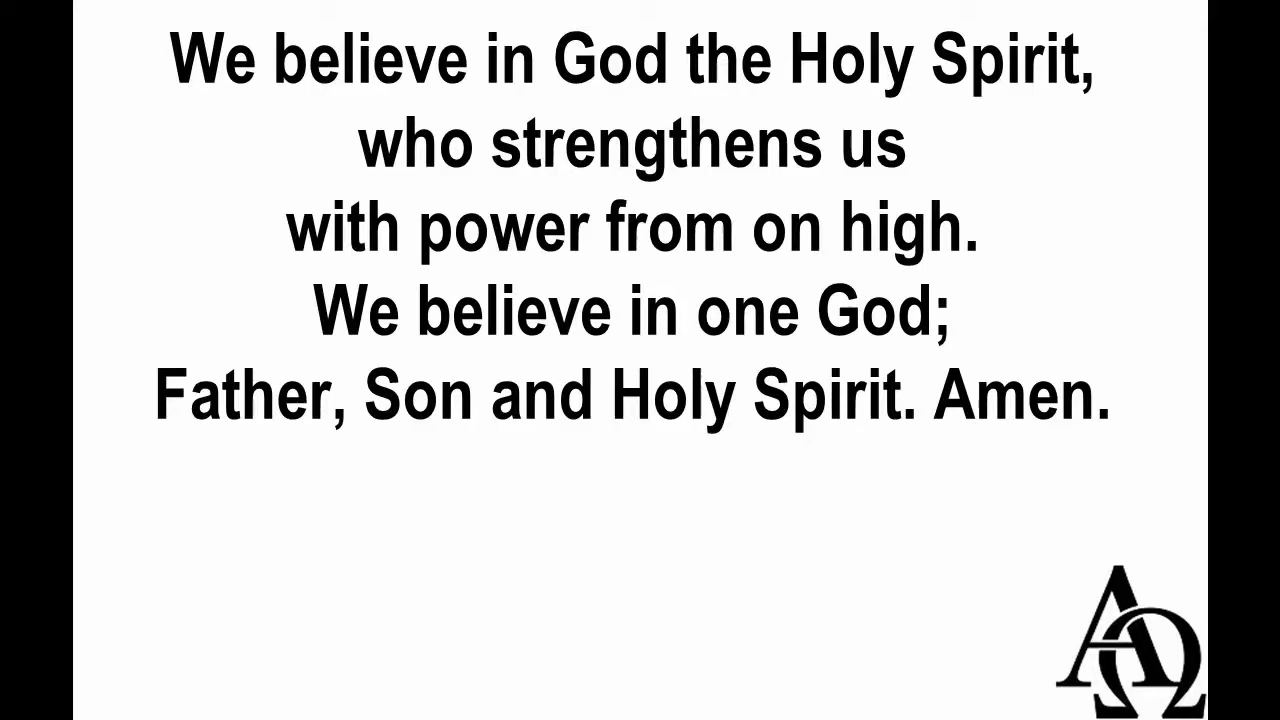 We believe in God the Holy Spirit,
who strengthens us
with power from on high.
We believe in one God;
Father, Son and Holy Spirit. Amen.
ΑΩ